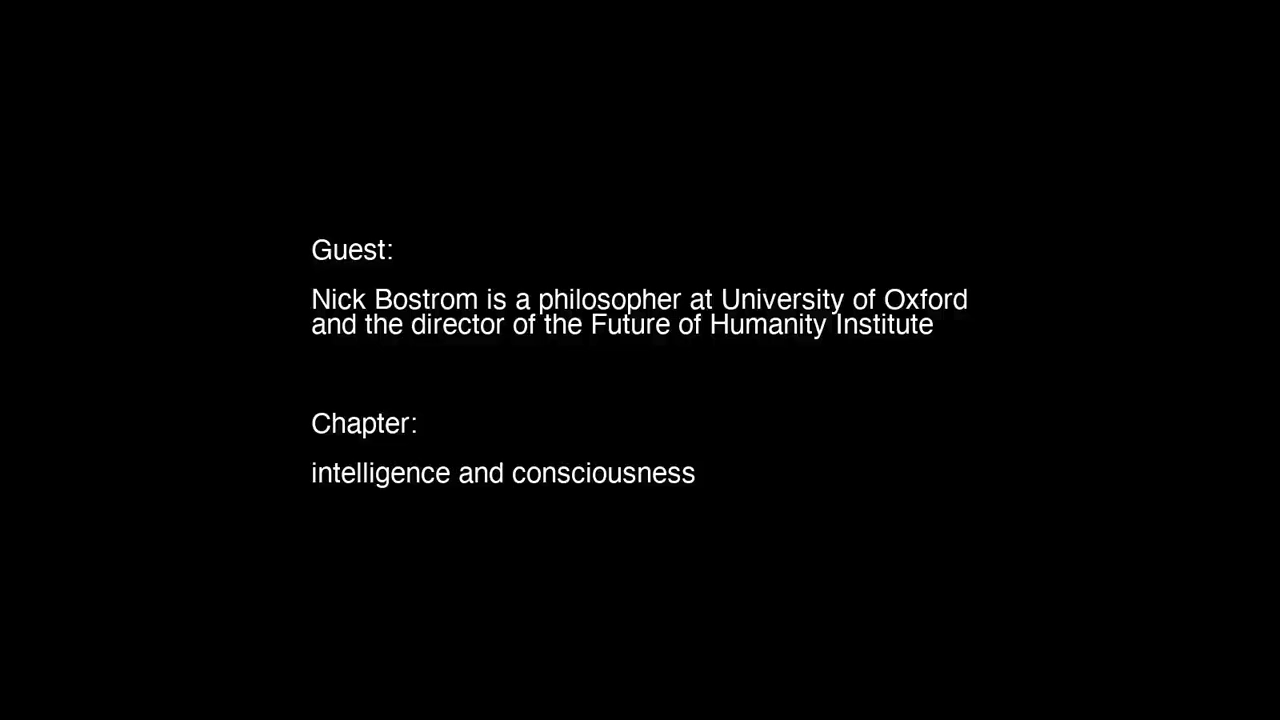 Guest:
Nick Bostrom is a philosopher at University of Oxford
and the director of the Future of Humanity Institute
Chapter:
intelligence and consciousness